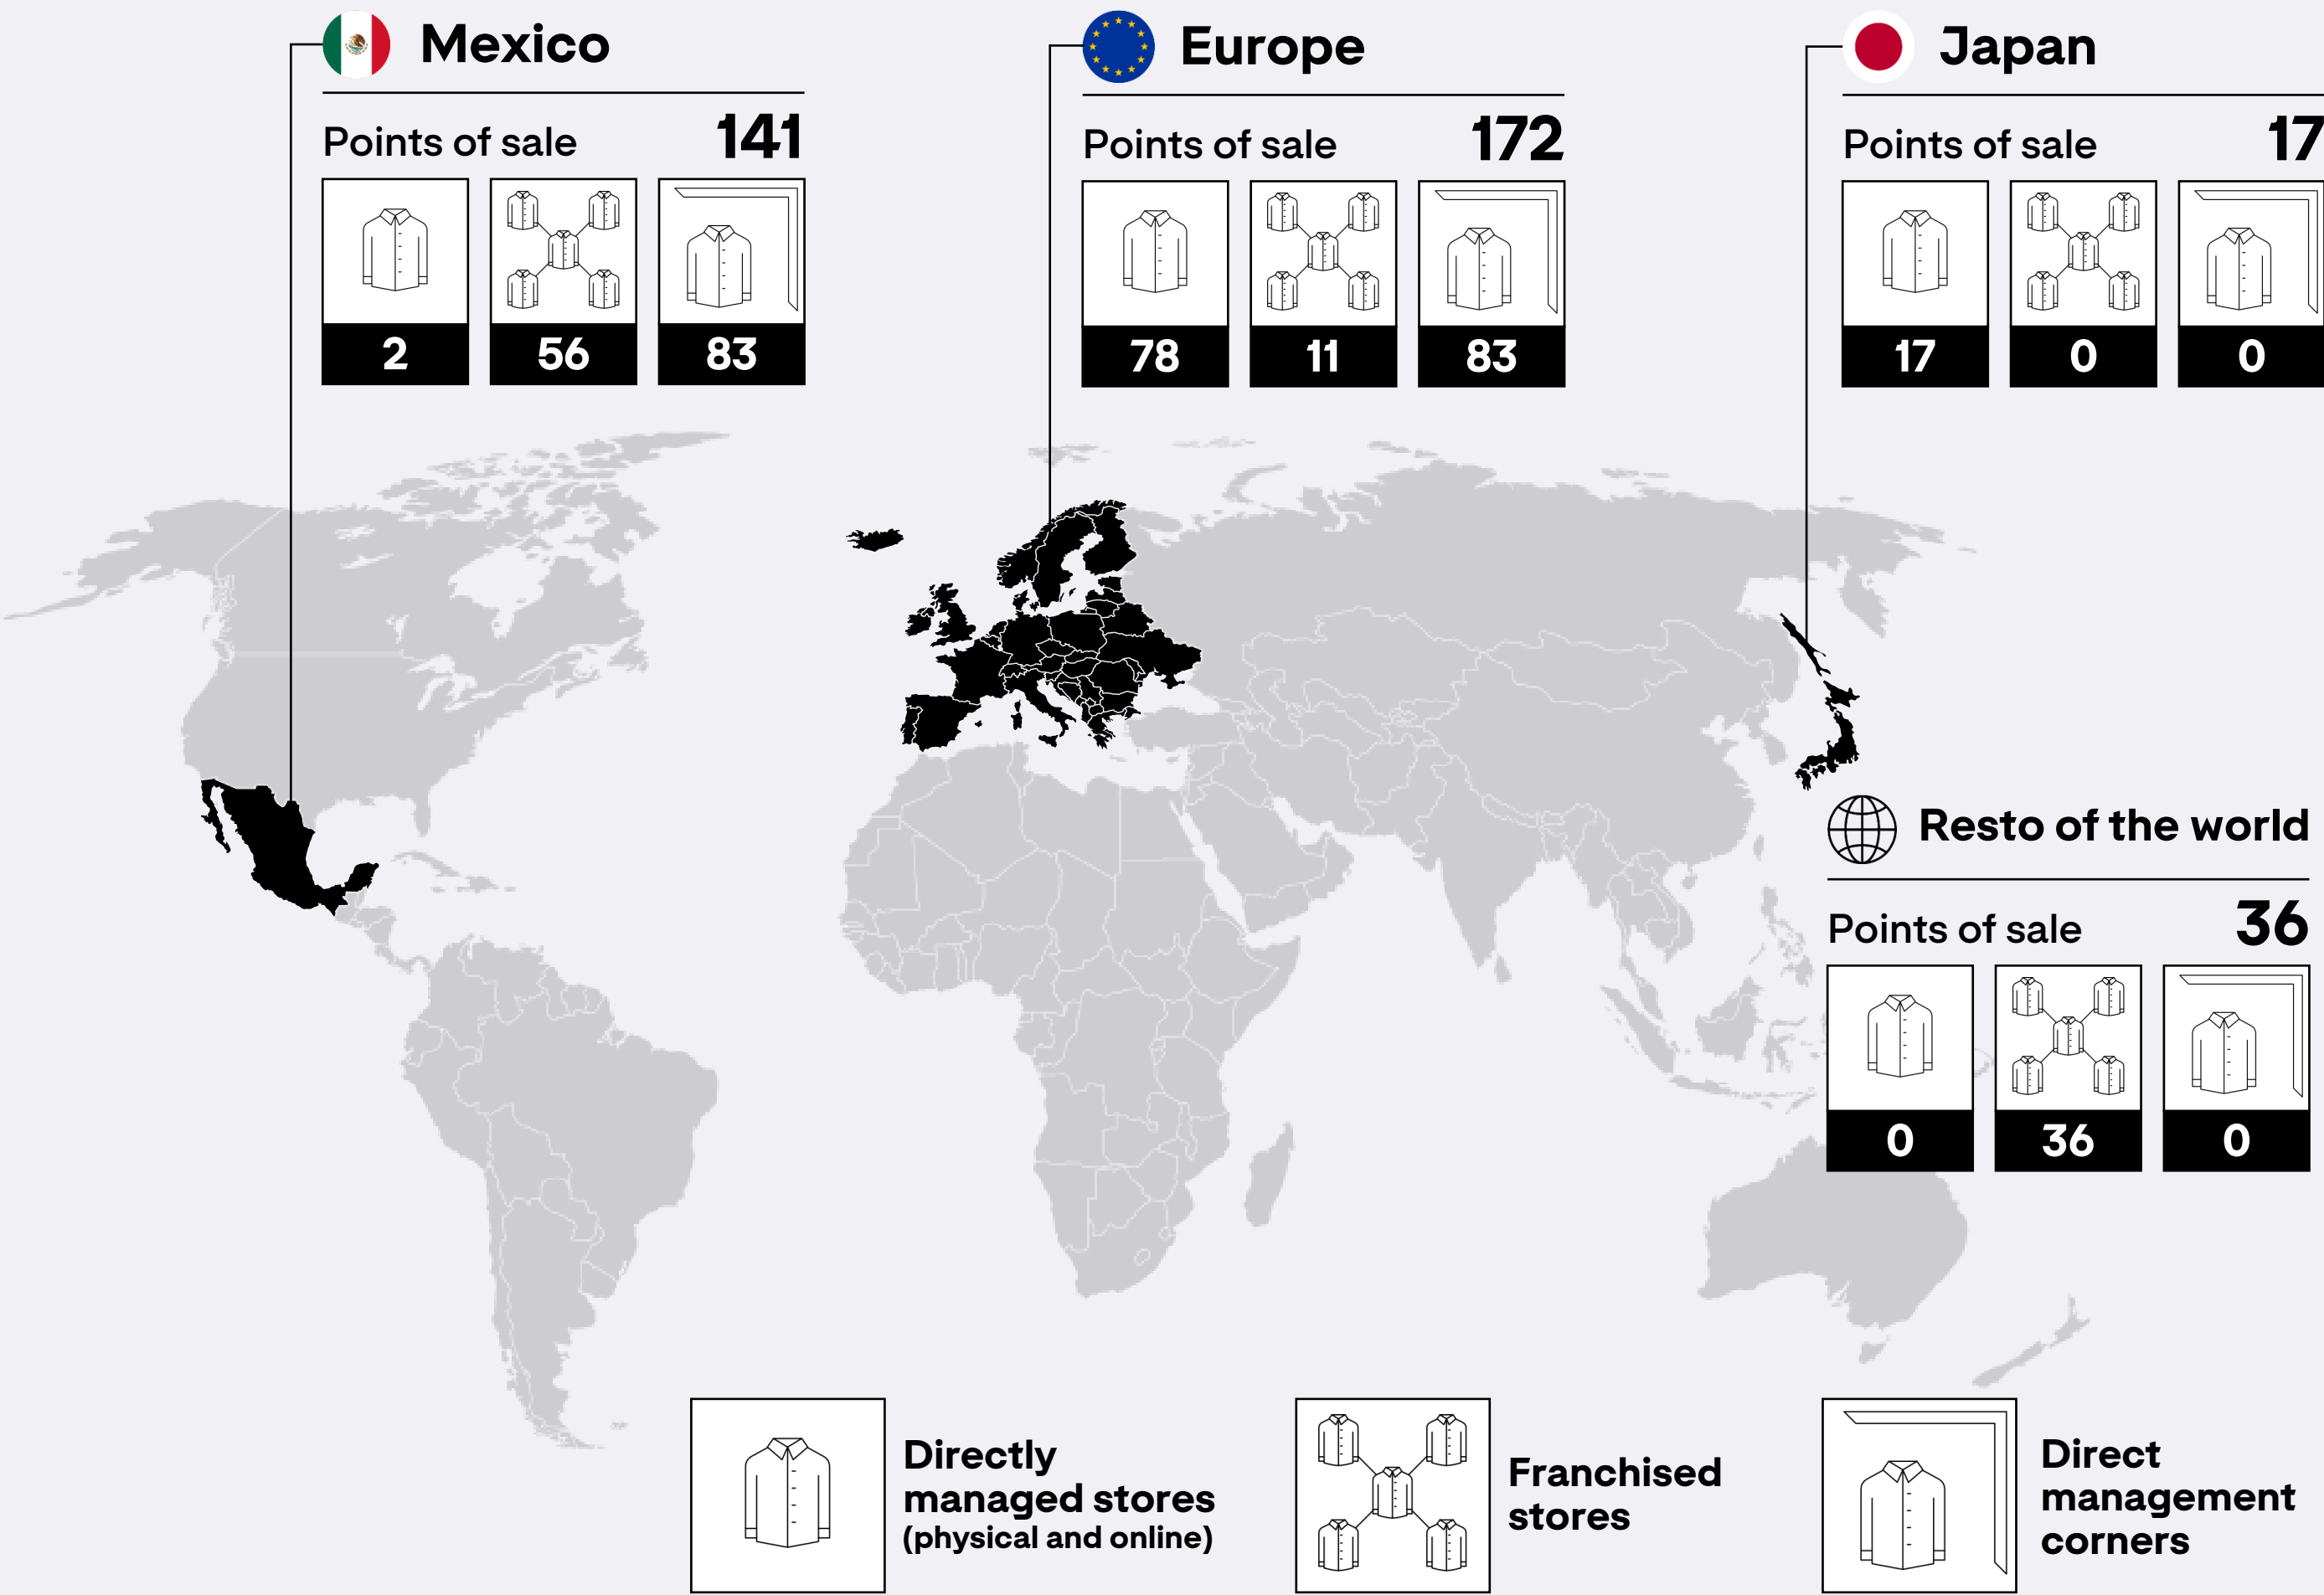 Mexico
Points of sale 141
2 56 83
Europe
Points of sale 172
78 11 83
Japan
Points of sale 17
17 0 0
Resto of the world
Points of sale 36
0 36 0
Directly
managed stores
(physical and online)
Franchised
stores
Direct
management
corners